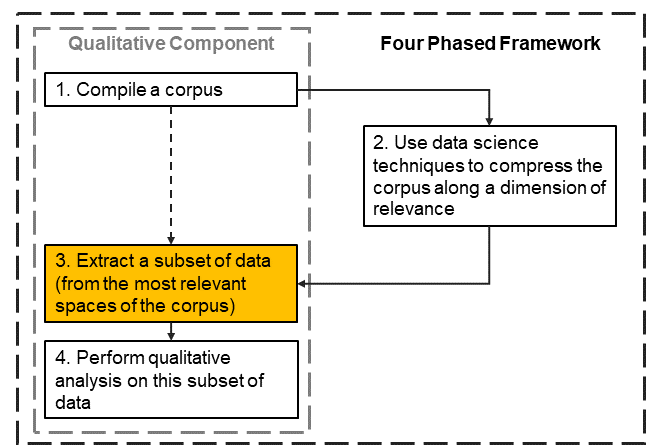 Qualitative Component
Four Phased Framework
1. Compile a corpus
2. Use data science
techniques to compress the
corpus along a dimension of
relevance
3. Extract a subset of data
(from the most relevant
spaces of the corpus)
4. Perform qualitative
analysis on this subset of
data